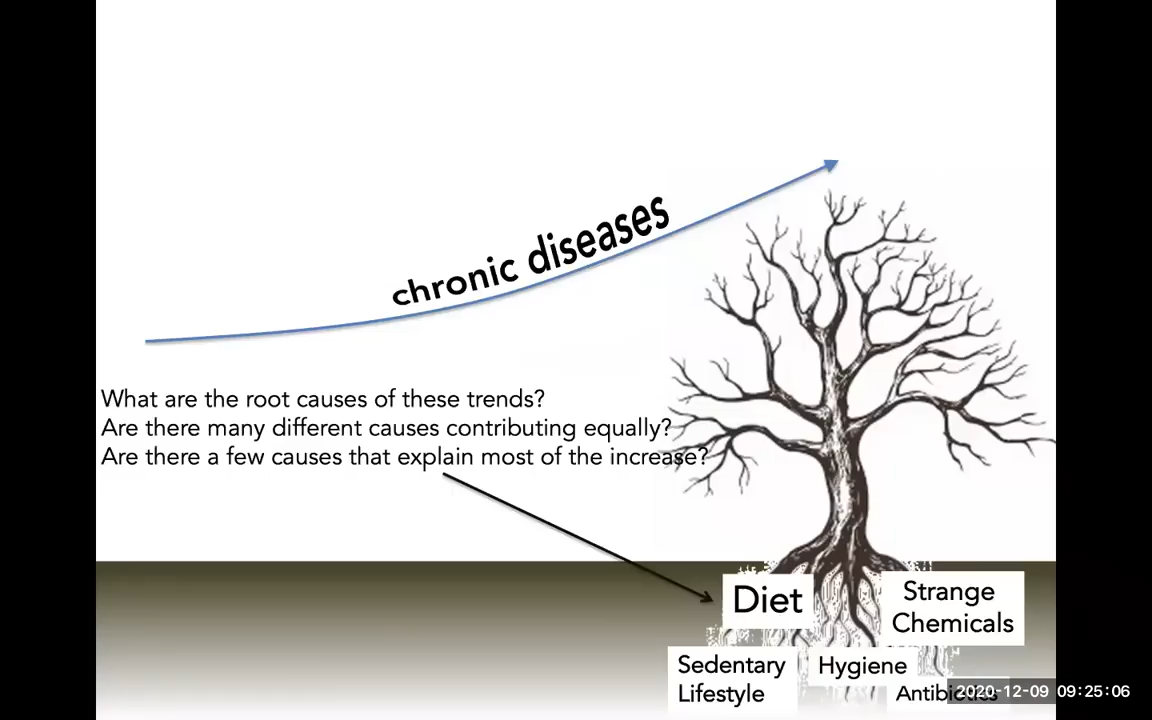 chronic diseases
What are the root causes of these trends?
Are there many different causes contributing equally?
Are there a few causes that explain most of the increase?
Diet
Strange
Chemicals
Sedentary
Lifestyle
Hygiene
Antibiotics
2020-12-09 09:25:06